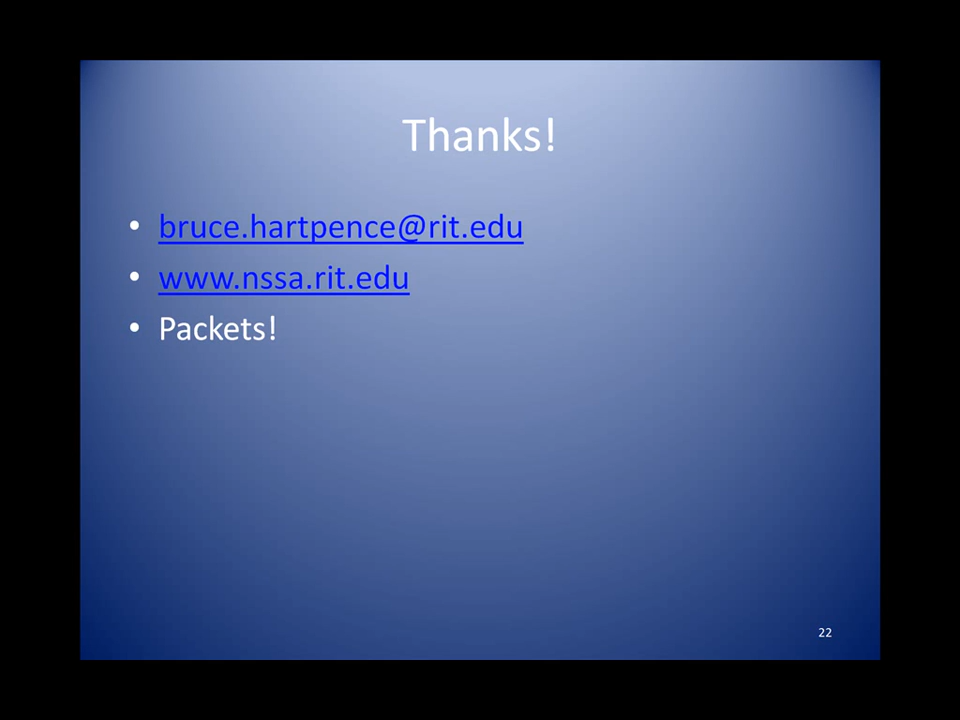 Thanks!
• bruce.hartpence@rit.edu
• www.nssa.rit.edu
• Packets!
22